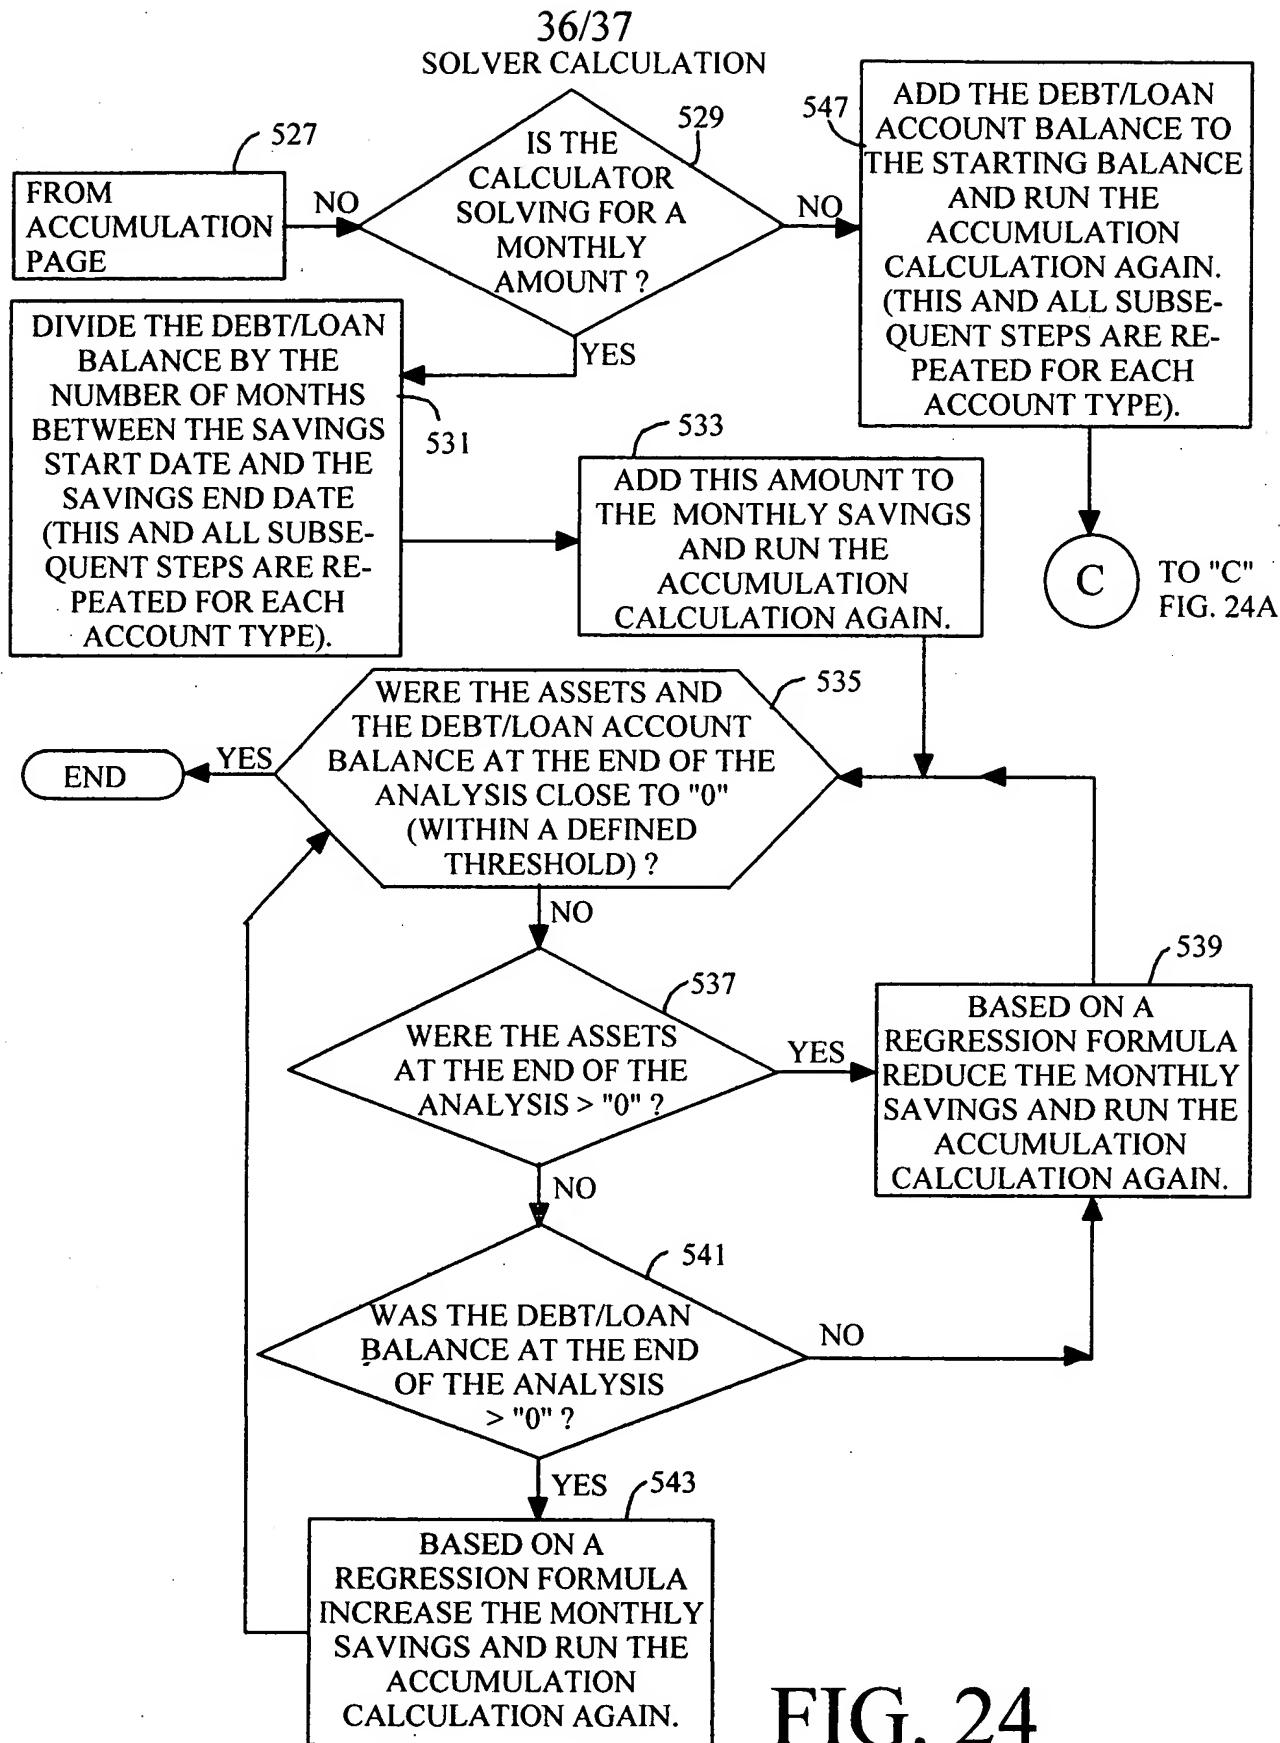 36/37
SOLVER CALCULATION
527
FROM
ACCUMULATION
PAGE
NO
529
IS THE
CALCULATOR
SOLVING FOR A
MONTHLY
AMOUNT ?
NO
YES
547
ADD THE DEBT/LOAN
ACCOUNT BALANCE TO
THE STARTING BALANCE
AND RUN THE
ACCUMULATION
CALCULATION AGAIN.
(THIS AND ALL SUBSE-
QUENT STEPS ARE RE-
PEATED FOR EACH
ACCOUNT TYPE).
C
TO "C"
FIG. 24A
DIVIDE THE DEBT/LOAN
BALANCE BY THE
NUMBER OF MONTHS
BETWEEN THE SAVINGS
START DATE AND THE
SAVINGS END DATE
(THIS AND ALL SUBSE-
QUENT STEPS ARE RE-
PEATED FOR EACH
ACCOUNT TYPE).
531
533
ADD THIS AMOUNT TO
THE MONTHLY SAVINGS
AND RUN THE
ACCUMULATION
CALCULATION AGAIN.
535
WERE THE ASSETS AND
THE DEBT/LOAN ACCOUNT
BALANCE AT THE END OF THE
ANALYSIS CLOSE TO "0"
(WITHIN A DEFINED
THRESHOLD) ?
YES
END
NO
537
WERE THE ASSETS
AT THE END OF THE
ANALYSIS > "0" ?
YES
539
BASED ON A
REGRESSION FORMULA
REDUCE THE MONTHLY
SAVINGS AND RUN THE
ACCUMULATION
CALCULATION AGAIN.
NO
541
WAS THE DEBT/LOAN
BALANCE AT THE END
OF THE ANALYSIS
> "0" ?
NO
YES
543
BASED ON A
REGRESSION FORMULA
INCREASE THE MONTHLY
SAVINGS AND RUN THE
ACCUMULATION
CALCULATION AGAIN.
FIG. 24